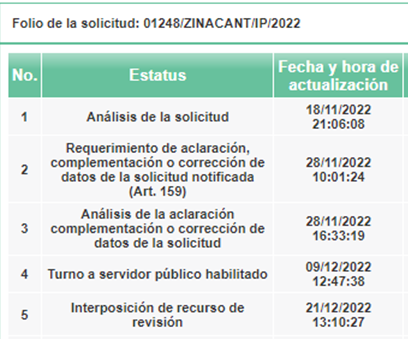 Folio de la solicitud: 01248/ZINACANT/IP/2022
No. Estatus Fecha y hora de
actualización
1 Análisis de la solicitud 18/11/2022
21:06:08
2 Requerimiento de aclaración,
complementación o corrección de
datos de la solicitud notificada
(Art. 159) 28/11/2022
10:01:24
3 Análisis de la aclaración
complementación o corrección de
datos de la solicitud 28/11/2022
16:33:19
4 Turno a servidor público habilitado 09/12/2022
12:47:38
5 Interposición de recurso de
revisión 21/12/2022
13:10:27